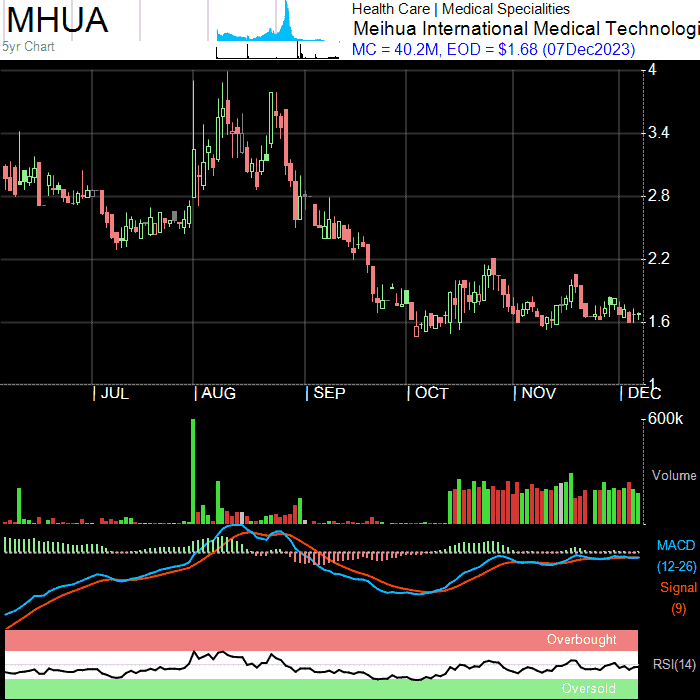 MHUA
Health Care | Medical Specialities
Meihua International Medical Technologi
5yr Chart
MC = 40.2M, EOD = $1.68 (07Dec2023)
4
3.4
2.8
2.2
1.6
1
| JUL | AUG | SEP | OCT | NOV | DEC
600k
Volume
MACD
(12-26)
Signal
(9)
Overbought
RSI(14)
Oversold